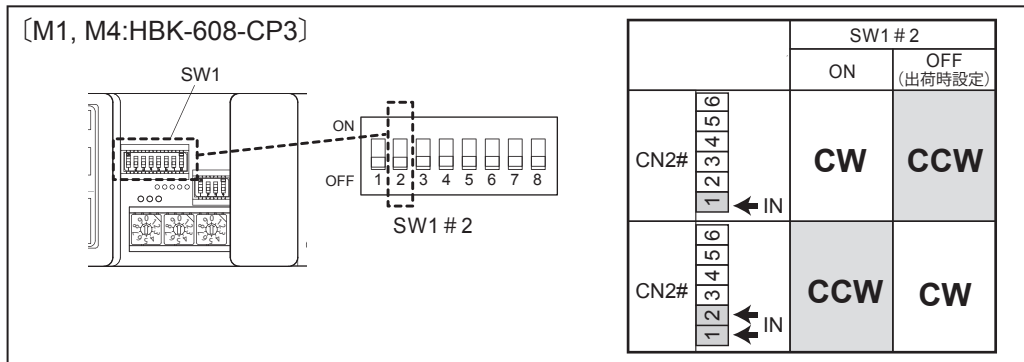 〔M1, M4:HBK-608-CP3〕
SW1
ON
OFF
1 2 3 4 5 6 7 8
SW1＃2
SW1＃2
ON
OFF
（出荷時設定）
CN2#
6
5
4
3
2
1
IN
CW
CCW
CN2#
6
5
4
3
2
1
IN
CCW
CW